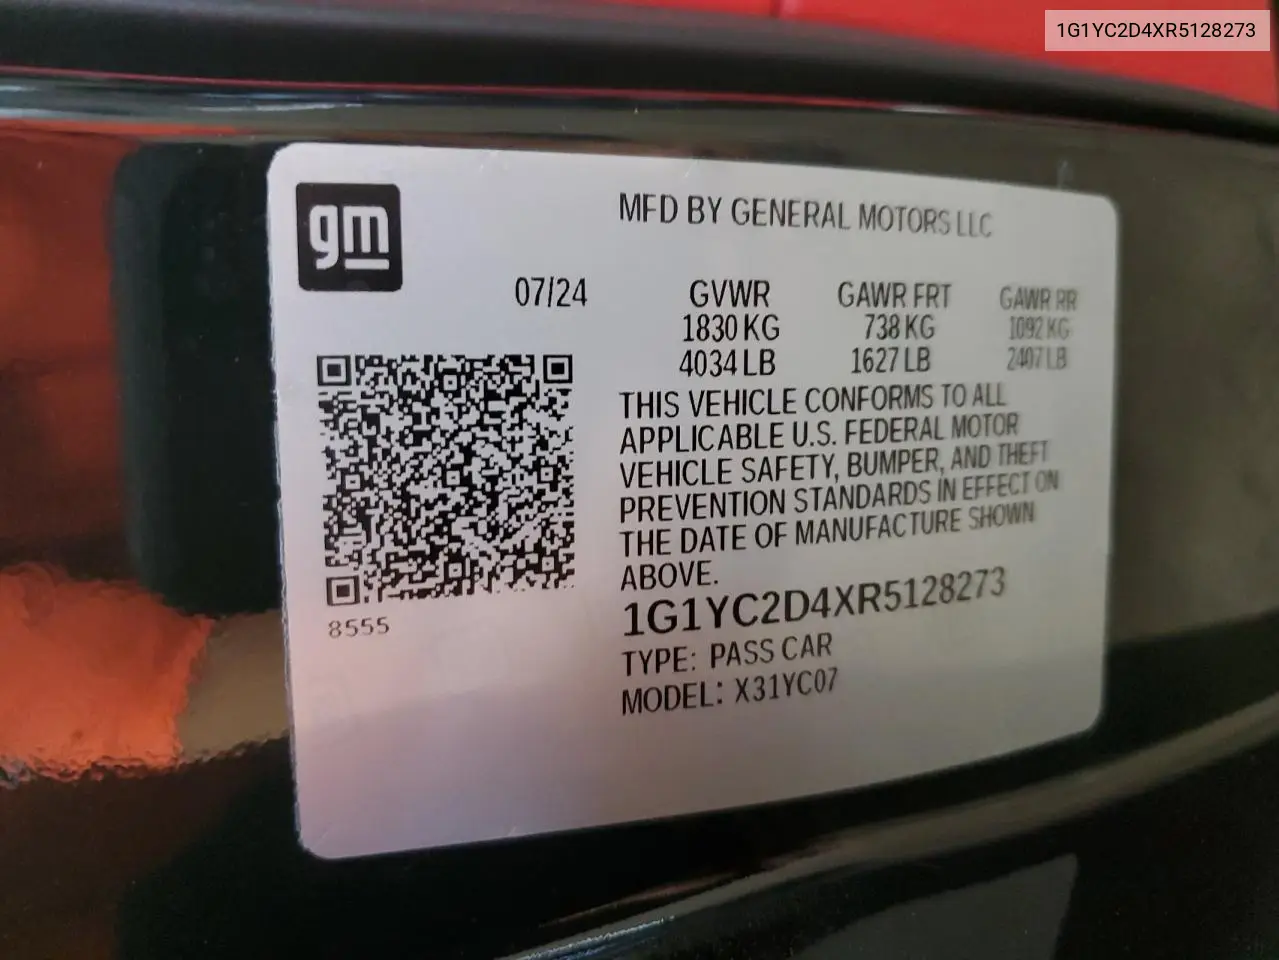 1G1YC2D4XR5128273
gm
MFD BY GENERAL MOTORS LLC
07/24
GVWR GAWR FRT GAWR RR
1830 KG 738 KG 1092 KG
4034 LB 1627 LB 2407 LB
THIS VEHICLE CONFORMS TO ALL
APPLICABLE U.S. FEDERAL MOTOR
VEHICLE SAFETY, BUMPER, AND THEFT
PREVENTION STANDARDS IN EFFECT ON
THE DATE OF MANUFACTURE SHOWN
ABOVE.
8555
1G1YC2D4XR5128273
TYPE: PASS CAR
MODEL: X31YC07